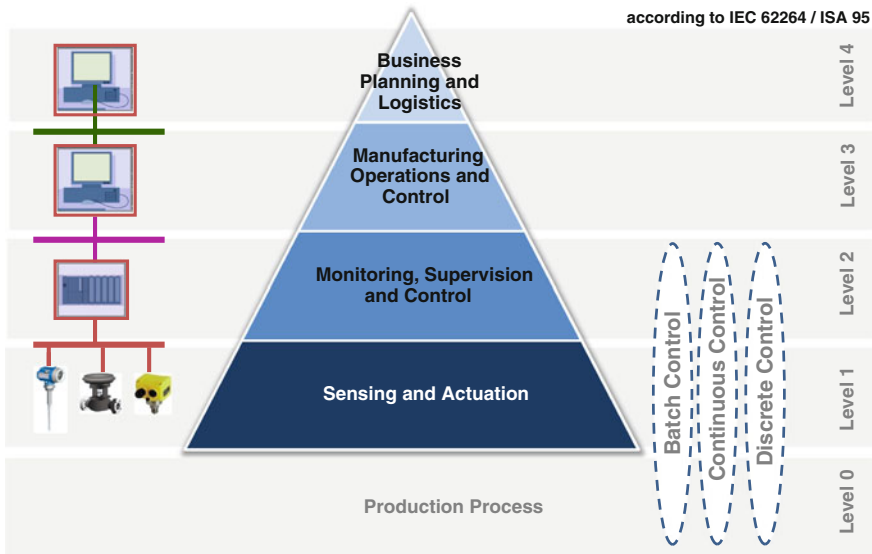 according to IEC 62264 / ISA 95
Business
Planning and
Logistics
Level 4
Manufacturing
Operations and
Control
Level 3
Monitoring, Supervision
and Control
Level 2
Sensing and Actuation
Level 1
Batch Control
Continuous Control
Discrete Control
Production Process
Level 0